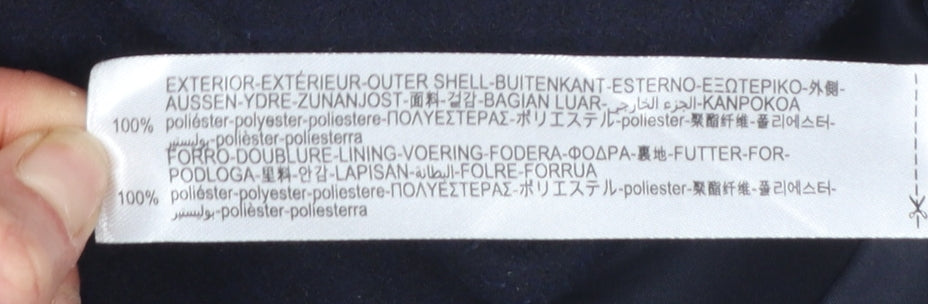 EXTERIOR-EXTÉRIEUR-OUTER SHELL-BUITENKANT-ESTERNO-ΕΞΩΤΕΡΙΚΟ-外側-
AUSSEN-YDRE-ZUNANJOST-面料-겉감-BAGIAN LUAR-الجزء الخارجي-KANPOKOA
100% poliéster-polyester-poliestere-ΠΟΛΥΕΣΤΕΡΑΣ-ポリエステル-poliester-聚酯纤维-폴리에스터-
بوليستير-polièster-poliesterra
FORRO-DOUBLURE-LINING-VOERING-FODERA-ΦΟΔΡΑ-裏地-FUTTER-FOR-
PODLOGA-里料-안감-LAPISAN-البطانة-FOLRE-FORRUA
100% poliéster-polyester-poliestere-ΠΟΛΥΕΣΤΕΡΑΣ-ポリエステル-poliester-聚酯纤维-폴리에스터-
بوليستير-polièster-poliesterra